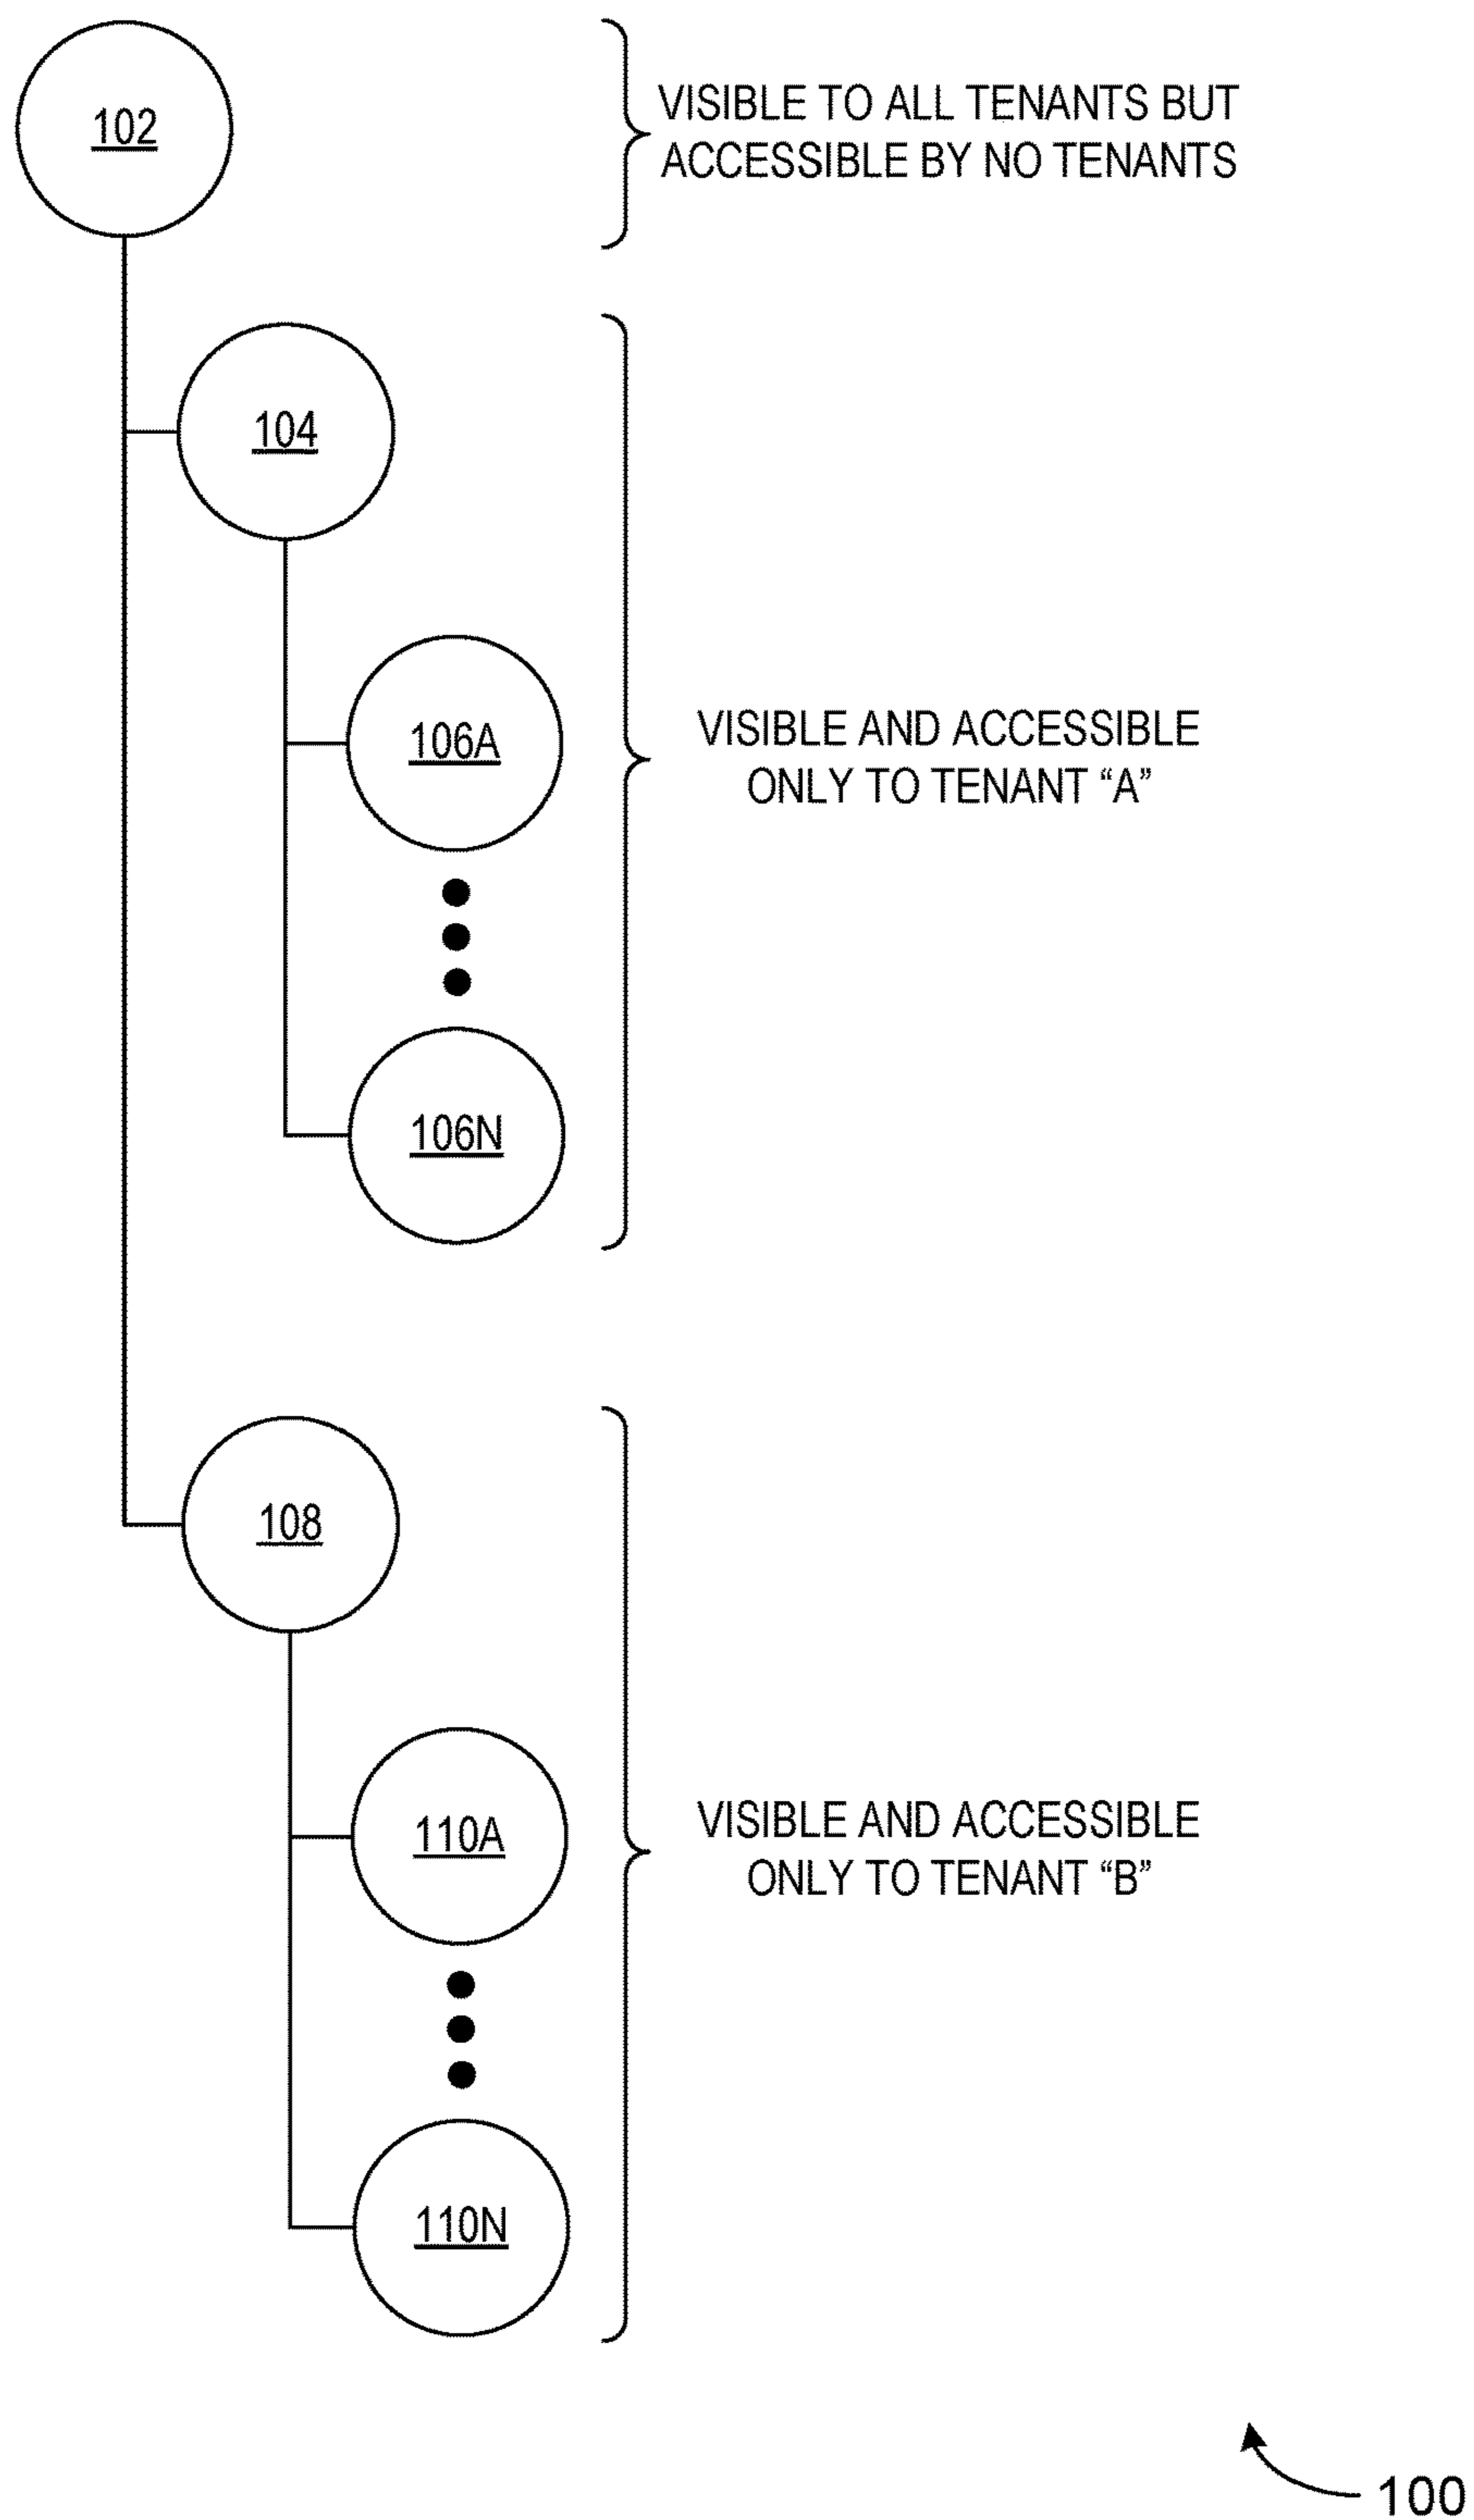 102
VISIBLE TO ALL TENANTS BUT
ACCESSIBLE BY NO TENANTS
104
106A
VISIBLE AND ACCESSIBLE
ONLY TO TENANT “A”
106N
108
110A
VISIBLE AND ACCESSIBLE
ONLY TO TENANT “B”
110N
100